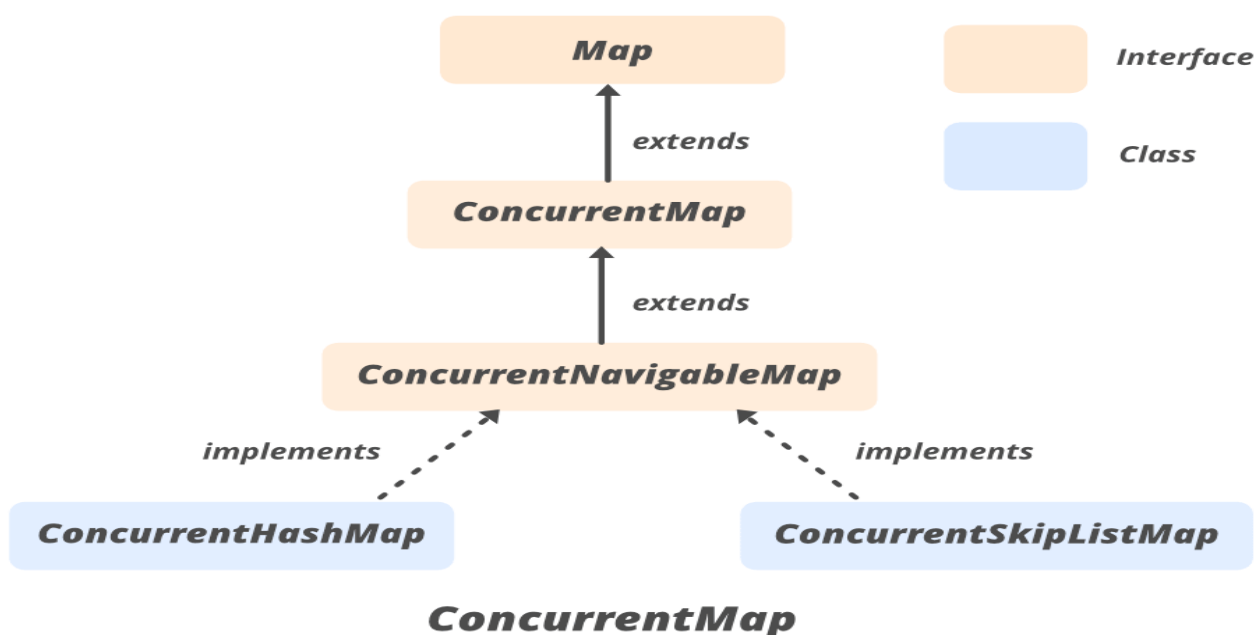 Map
Interface
extends
Class
ConcurrentMap
extends
ConcurrentNavigableMap
implements
implements
ConcurrentHashMap
ConcurrentSkipListMap
ConcurrentMap